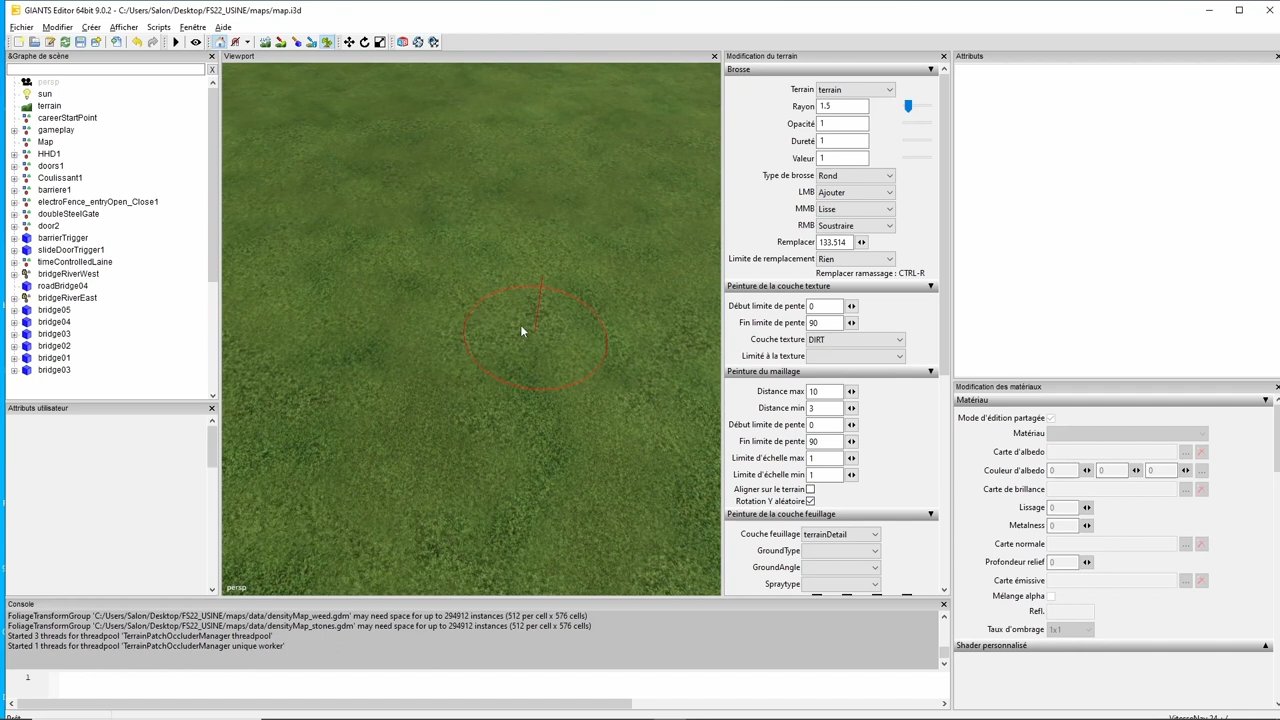 GIANTS Editor 64bit 9.0.2 - C:/Users/Salon/Desktop/FS22_USINE/maps/map.i3d
Fichier Modifier Créer Afficher Scripts Fenêtre Aide
&Graphe de scène
X
persp
sun
terrain
careerStartPoint
gameplay
Map
HHD1
doors1
Coulissant1
barriere1
electroFence_entryOpen_Close1
doubleSteelGate
door2
barrierTrigger
slideDoorTrigger1
timeControlledLaine
bridgeRiverWest
roadBridge04
bridgeRiverEast
bridge05
bridge04
bridge03
bridge02
bridge01
bridge03
Attributs utilisateur
Viewport
persp
Modification du terrain
Brosse
Terrain terrain
Rayon 1.5
Opacité 1
Dureté 1
Valeur 1
Type de brosse Rond
LMB Ajouter
MMB Lisse
RMB Soustraire
Remplacer 133.514
Limite de remplacement Rien
Remplacer ramassage : CTRL-R
Peinture de la couche texture
Début limite de pente 0
Fin limite de pente 90
Couche texture DIRT
Limité à la texture
Peinture du maillage
Distance max 10
Distance min 3
Début limite de pente 0
Fin limite de pente 90
Limite d'échelle max 1
Limite d'échelle min 1
Aligner sur le terrain
Rotation Y aléatoire
Peinture de la couche feuillage
Couche feuillage terrainDetail
GroundType
GroundAngle
Spraytype
Attributs
Modification des matériaux
Matériau
Mode d'édition partagée
Matériau
Carte d'albedo ...
Couleur d'albedo 0 0 0 ...
Carte de brillance ...
Lissage 0
Metalness 0
Carte normale ...
Profondeur relief 0
Carte émissive ...
Mélange alpha
Refl.
Taux d'ombrage 1x1
Shader personnalisé
Console
FoliageTransformGroup 'C:/Users/Salon/Desktop/FS22_USINE/maps/data/densityMap_weed.gdm' may need space for up to 294912 instances (512 per cell x 576 cells)
FoliageTransformGroup 'C:/Users/Salon/Desktop/FS22_USINE/maps/data/densityMap_stones.gdm' may need space for up to 294912 instances (512 per cell x 576 cells)
Started 3 threads for threadpool 'TerrainPatchOccluderManager threadpool'
Started 1 threads for threadpool 'TerrainPatchOccluderManager unique worker'
1